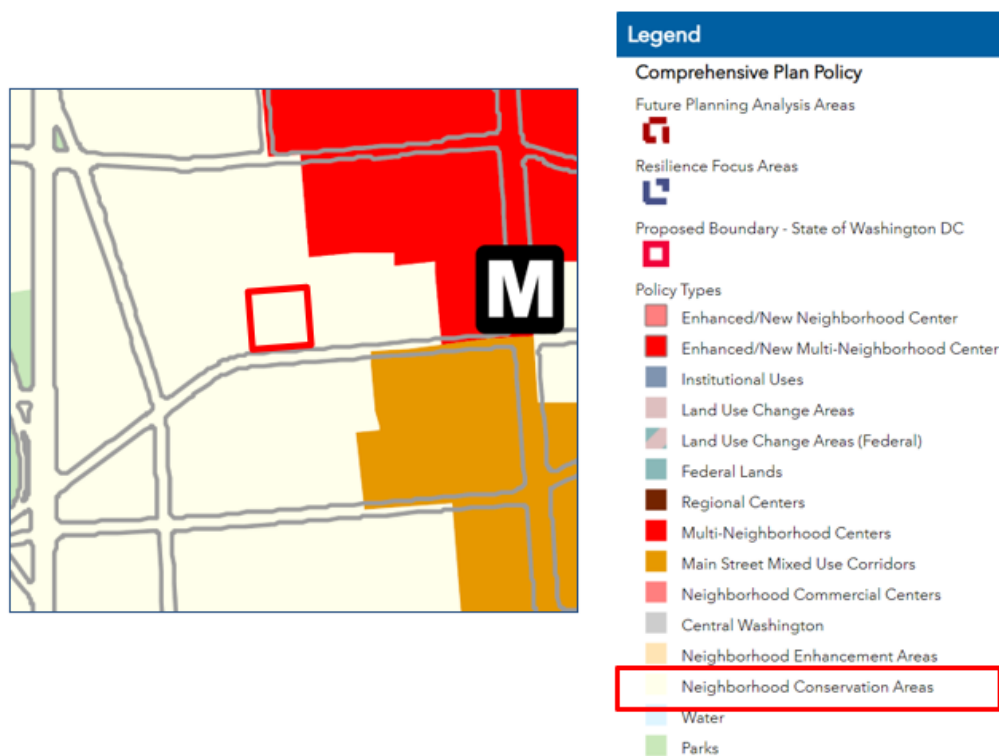 Legend
Comprehensive Plan Policy
Future Planning Analysis Areas
Resilience Focus Areas
Proposed Boundary - State of Washington DC
Policy Types
Enhanced/New Neighborhood Center
Enhanced/New Multi-Neighborhood Center
Institutional Uses
Land Use Change Areas
Land Use Change Areas (Federal)
Federal Lands
Regional Centers
Multi-Neighborhood Centers
Main Street Mixed Use Corridors
Neighborhood Commercial Centers
Central Washington
Neighborhood Enhancement Areas
Neighborhood Conservation Areas
Water
Parks
M